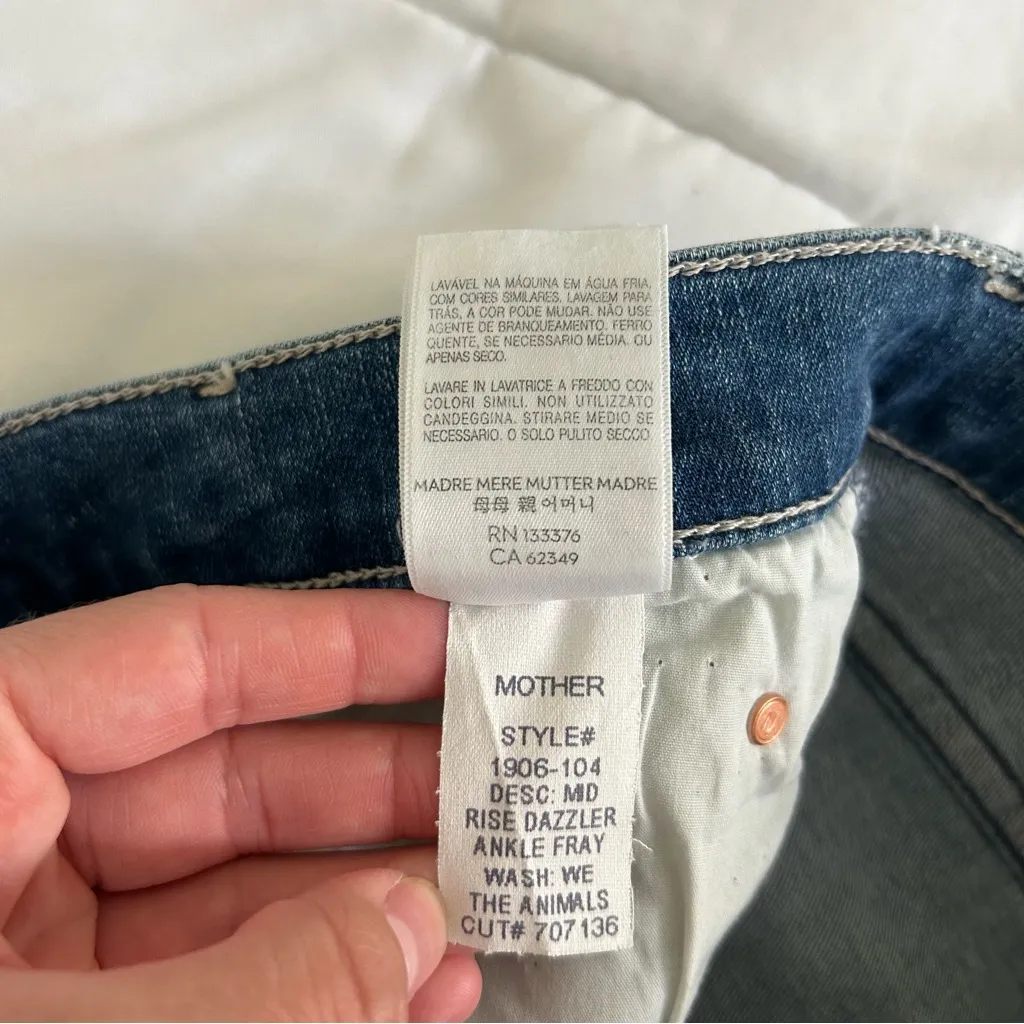 LAVÁVEL NA MÁQUINA EM ÁGUA FRIA,
COM CORES SIMILARES, LAVAGEM PARA
TRÁS, A COR PODE MUDAR. NÃO USE
AGENTE DE BRANQUEAMENTO. FERRO
QUENTE, SE NECESSARIO MÉDIA. OU
APENAS SECO.
LAVARE IN LAVATRICE A FREDDO CON
COLORI SIMILI. NON UTILIZZATO
CANDEGGINA. STIRARE MEDIO SE
NECESSARIO. O SOLO PULITO SECCO.
MADRE MERE MUTTER MADRE
母母 親 어머니
RN 133376
CA 62349
MOTHER
STYLE#
1906-104
DESC: MID
RISE DAZZLER
ANKLE FRAY
WASH: WE
THE ANIMALS
CUT# 707136